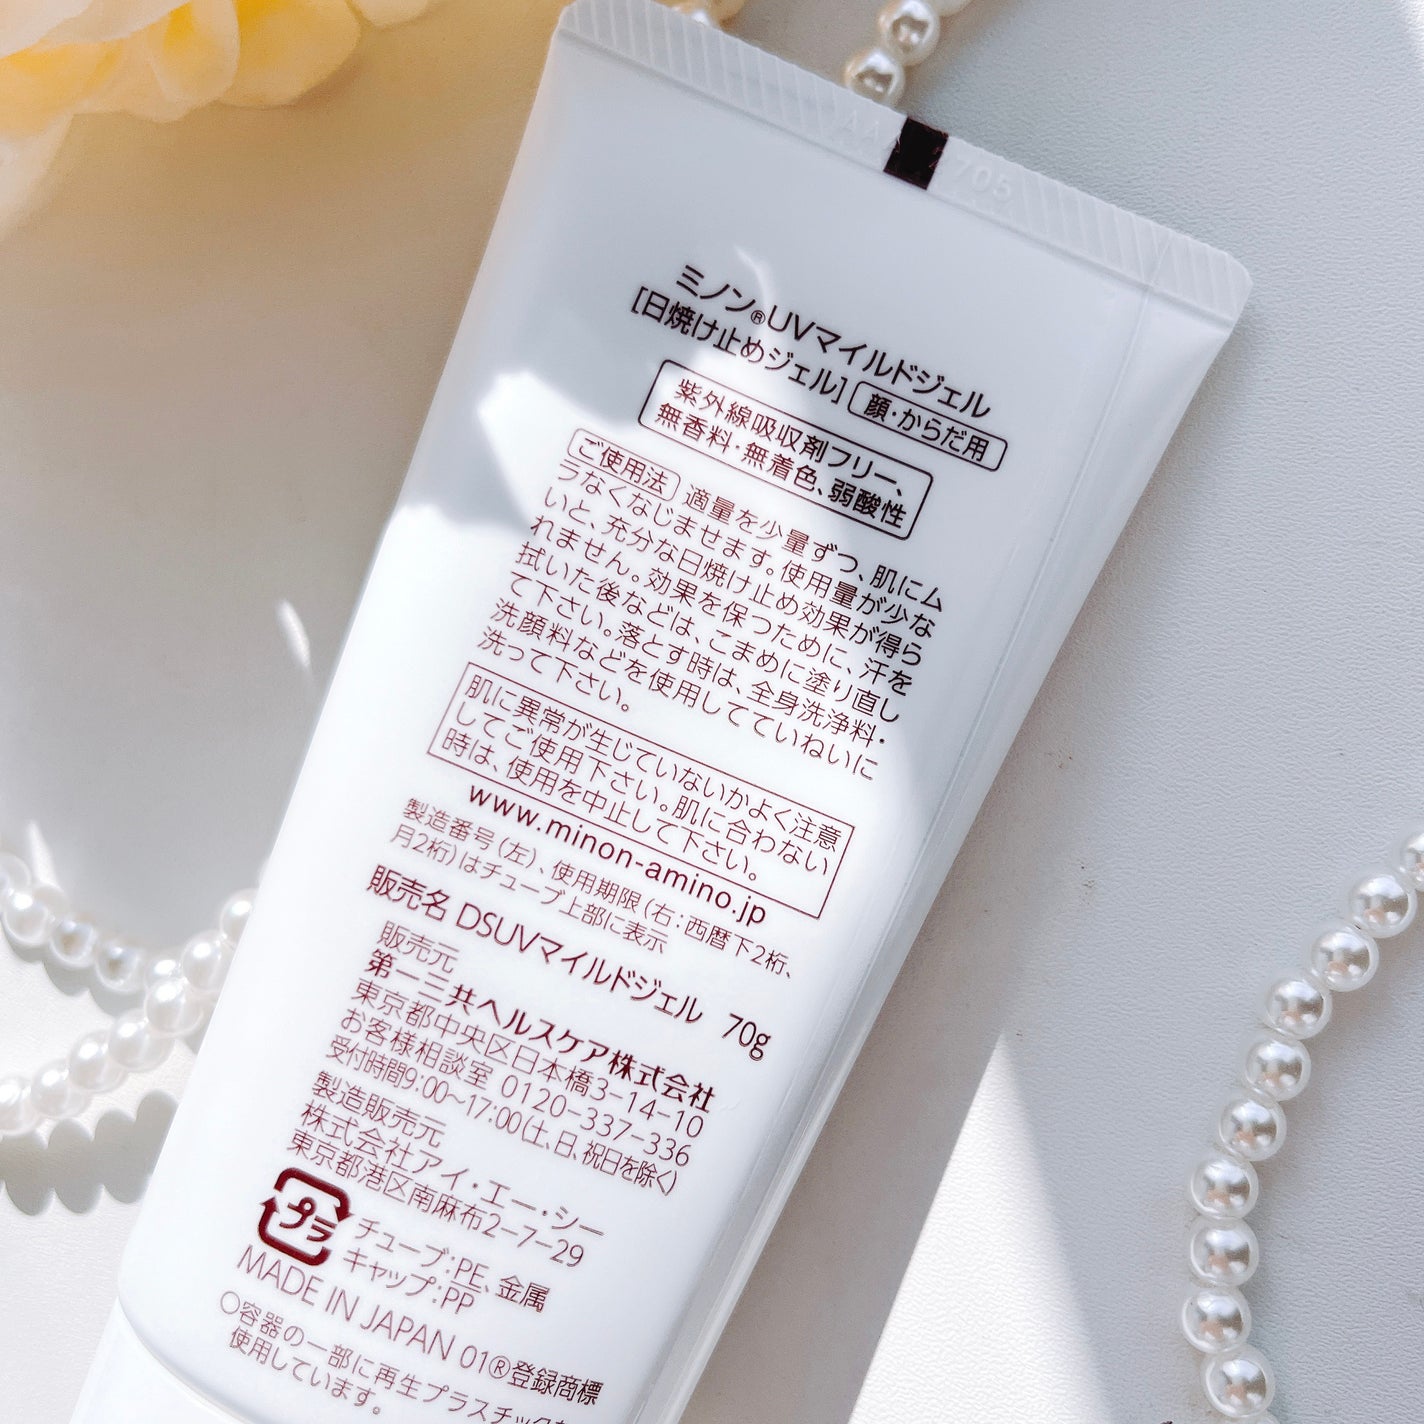 705
ミノン®UVマイルドジェル
[日焼け止めジェル] 顔・からだ用
紫外線吸収剤フリー、
無香料・無着色、弱酸性
ご使用法 適量を少量ずつ、肌にム
ラなくなじませます。使用量が少な
いと、充分な日焼け止め効果が得ら
れません。効果を保つために、汗を
拭いた後などは、こまめに塗り直し
て下さい。落とす時は、全身洗浄料・
洗顔料などを使用してていねいに
洗って下さい。
肌に異常が生じていないかよく注意
してご使用下さい。肌に合わない
時は、使用を中止して下さい。
www.minon-amino.jp
製造番号(左)、使用期限(右:西暦下2桁、
月2桁)はチューブ上部に表示
販売名 DSUVマイルドジェル 70g
販売元
第一三共ヘルスケア株式会社
東京都中央区日本橋3-14-10
お客様相談室 0120-337-336
受付時間9:00~17:00(土、日、祝日を除く)
製造販売元
株式会社アイ・エー・シー
東京都港区南麻布2-7-29
プラ チューブ:PE、金属
キャップ:PP
MADE IN JAPAN 01®登録商標
○容器の一部に再生プラスチックを
使用しています。